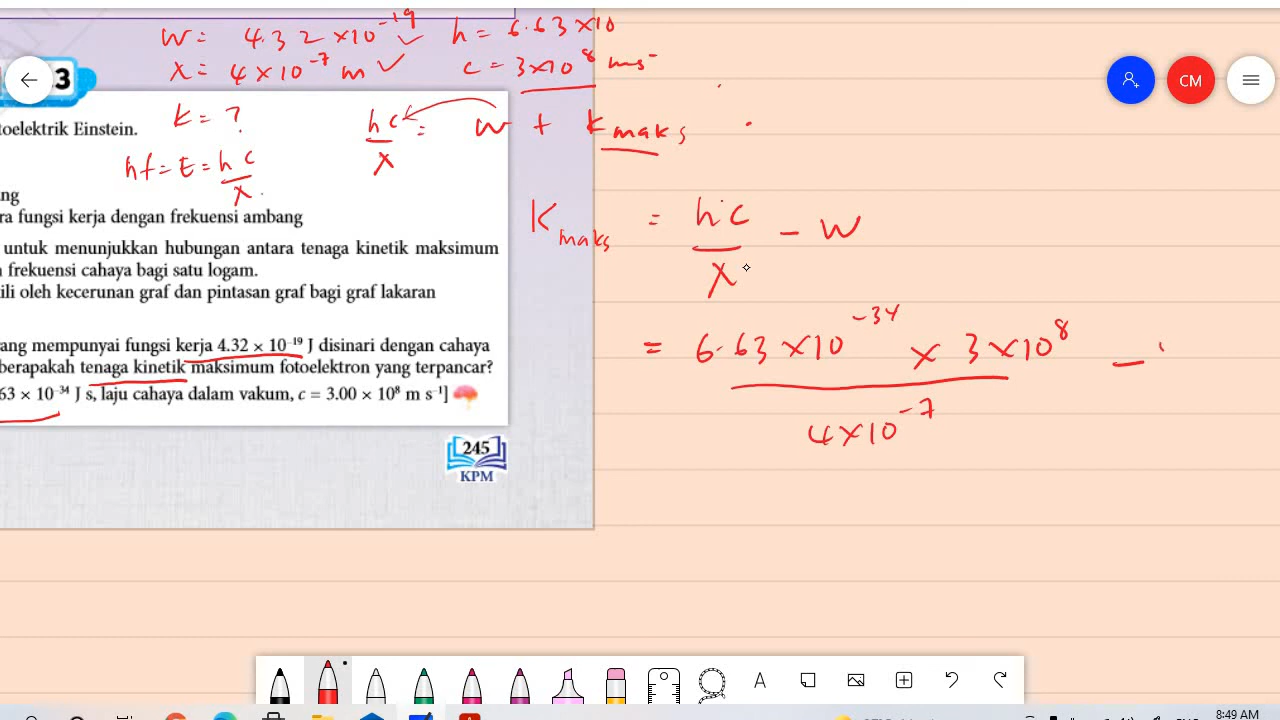 W = 4.32 × 10⁻¹⁹ ✓ h = 6.63 × 10
λ = 4 × 10⁻⁷ m ✓ c = 3 × 10⁸ ms⁻
3
CM
k = ?
hc/λ = W + Kmaks
toelektrik Einstein.
hf = E = hc/λ
ng
ra fungsi kerja dengan frekuensi ambang
Kmaks = hc/λ − W
untuk menunjukkan hubungan antara tenaga kinetik maksimum
frekuensi cahaya bagi satu logam.
ili oleh kecerunan graf dan pintasan graf bagi graf lakaran
ang mempunyai fungsi kerja 4.32 × 10⁻¹⁹ J disinari dengan cahaya
berapakah tenaga kinetik maksimum fotoelektron yang terpancar?
63 × 10⁻³⁴ J s, laju cahaya dalam vakum, c = 3.00 × 10⁸ m s⁻¹]
= 6.63 × 10⁻³⁴ × 3 × 10⁸ −
4 × 10⁻⁷
245
KPM
A
8:49 AM